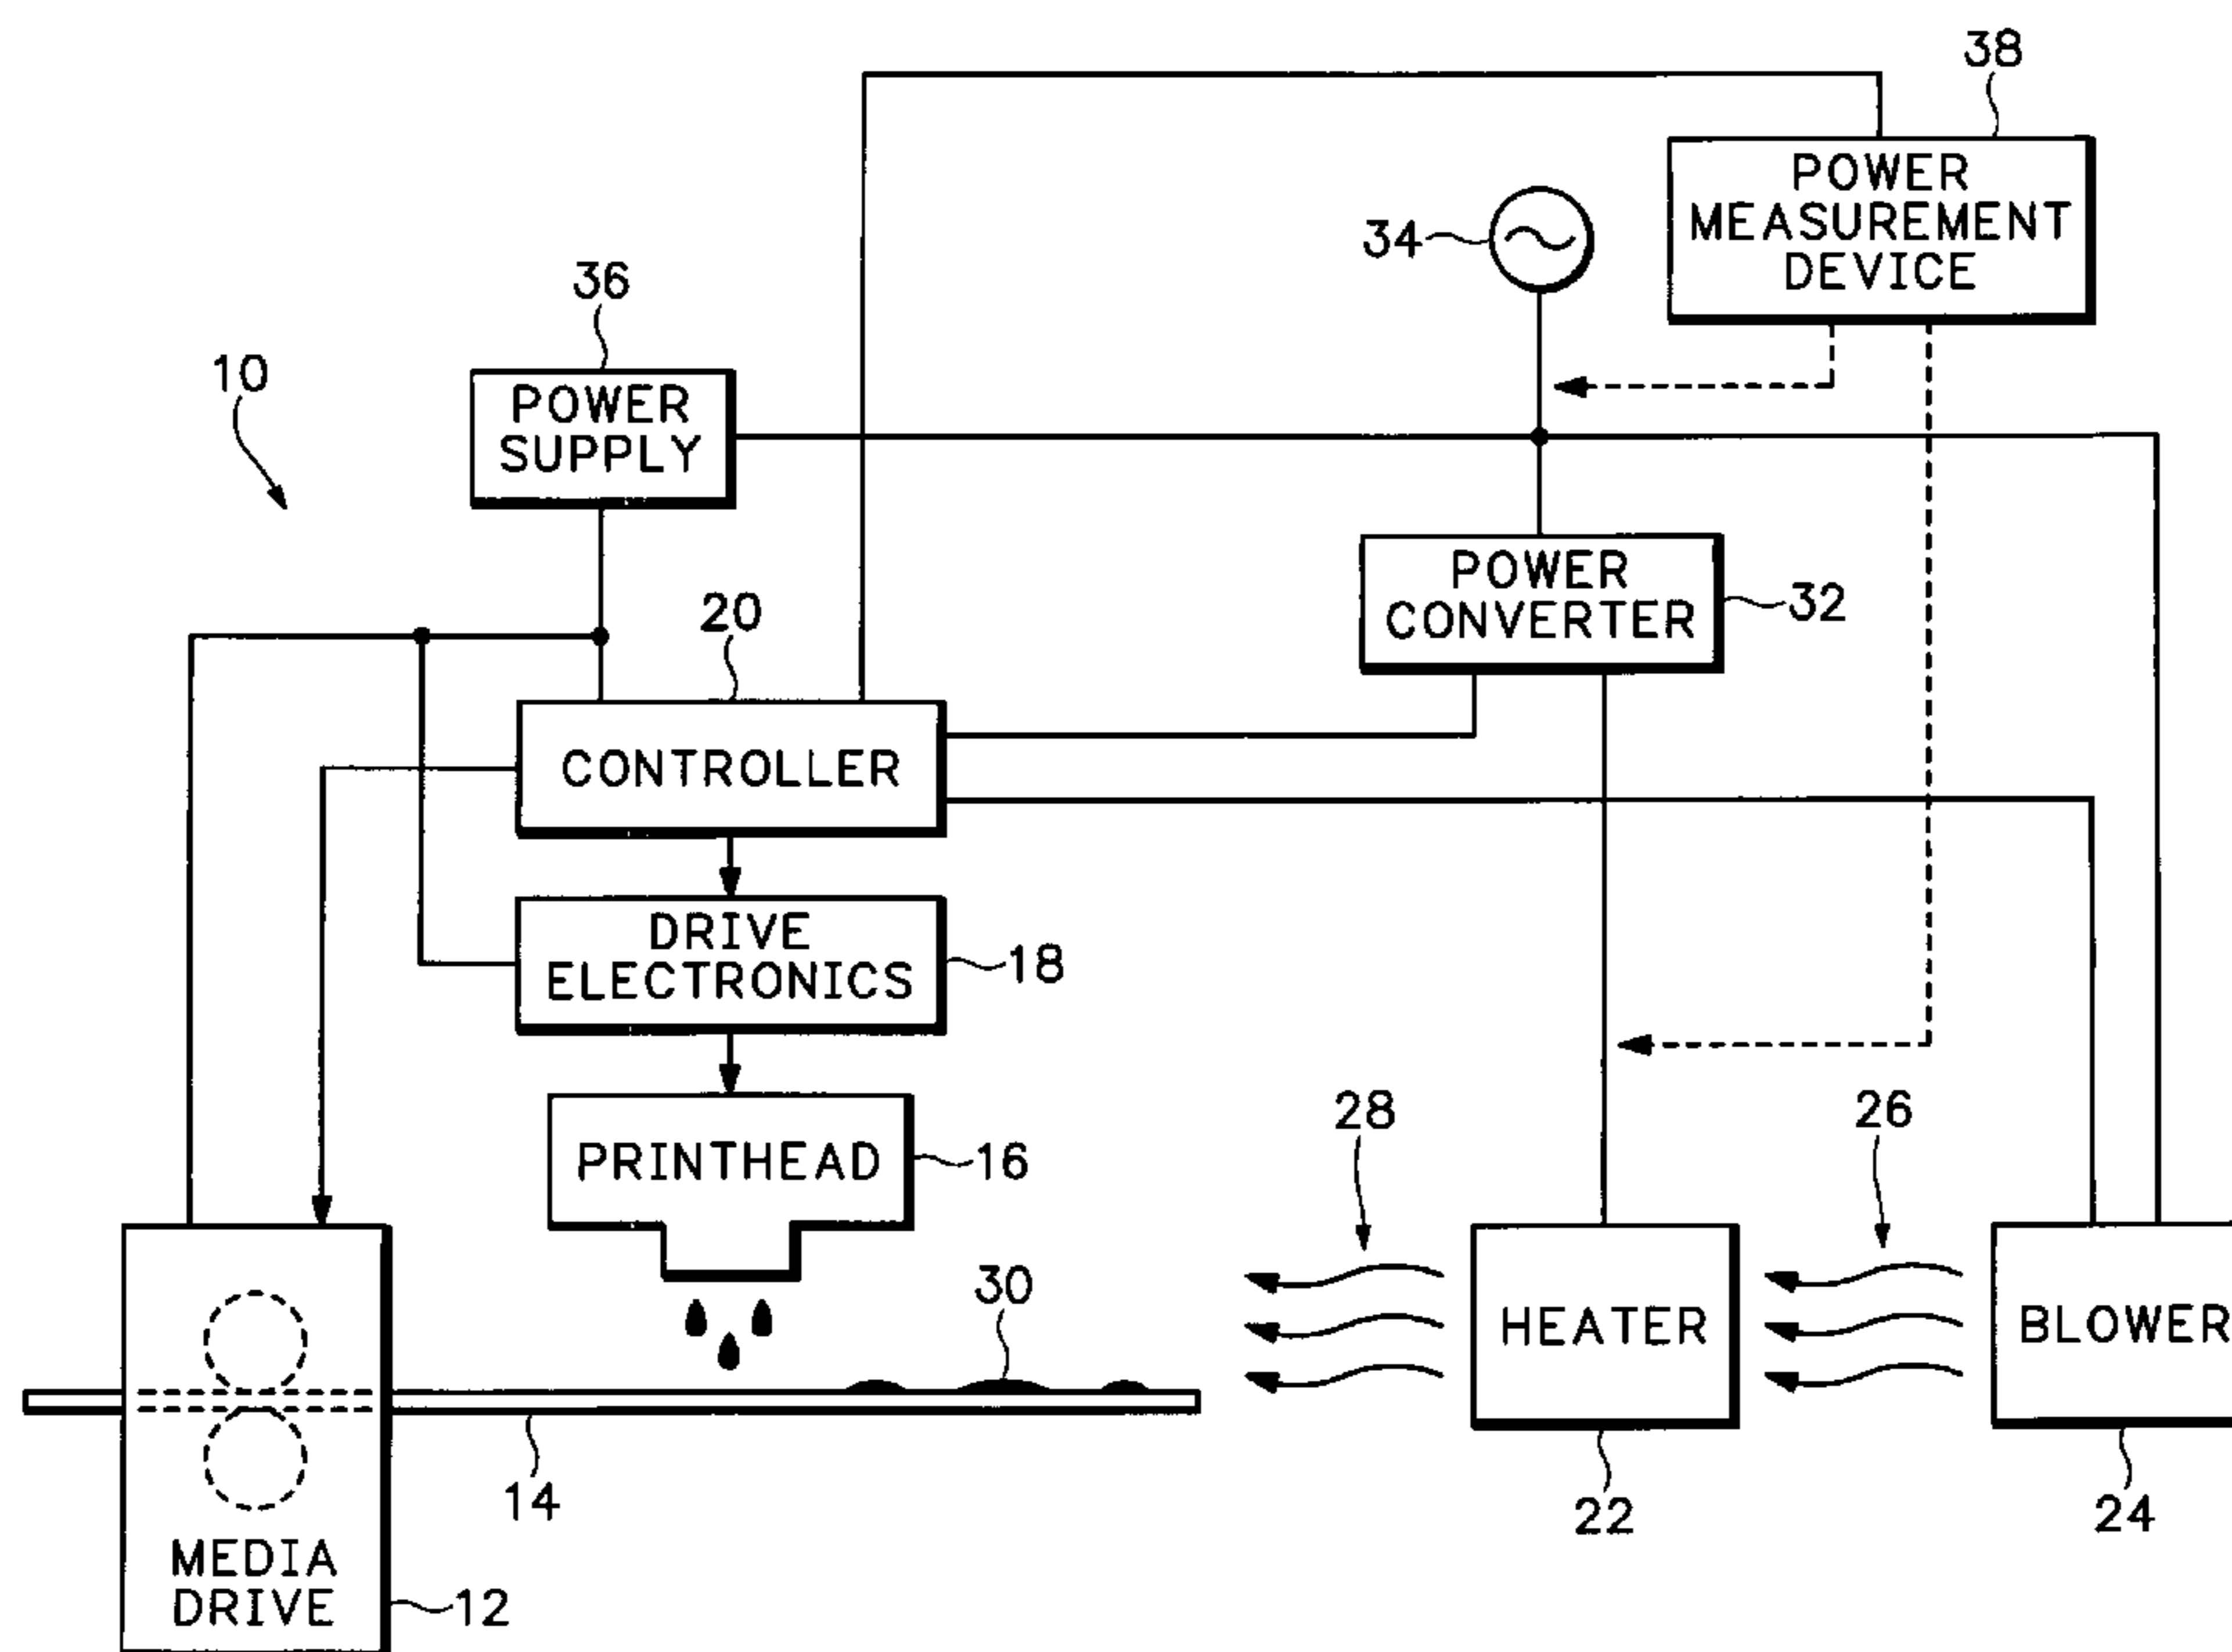 38
POWER
MEASUREMENT
DEVICE
34
36
POWER
SUPPLY
10
POWER
CONVERTER
32
20
CONTROLLER
DRIVE
ELECTRONICS
18
28
26
PRINTHEAD
16
30
HEATER
BLOWER
14
22
24
MEDIA
DRIVE
12